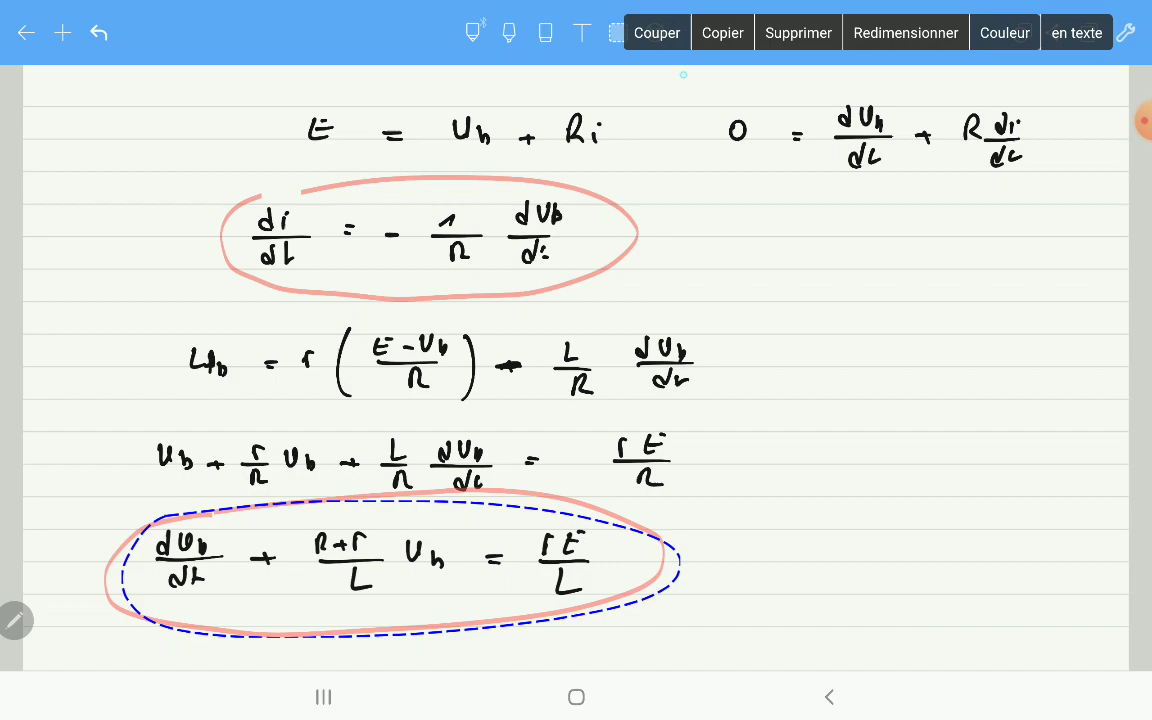 Couper Copier Supprimer Redimensionner Couleur en texte
E = Ub + Ri 0 = dUb/dt + R di/dt
di/dt = - 1/R dUb/dt
Ub = r ( E - Ub / R ) - L/R dUb/dt
Ub + r/R Ub + L/R dUb/dt = rE/R
dUb/dt + R+r/L Ub = rE/L